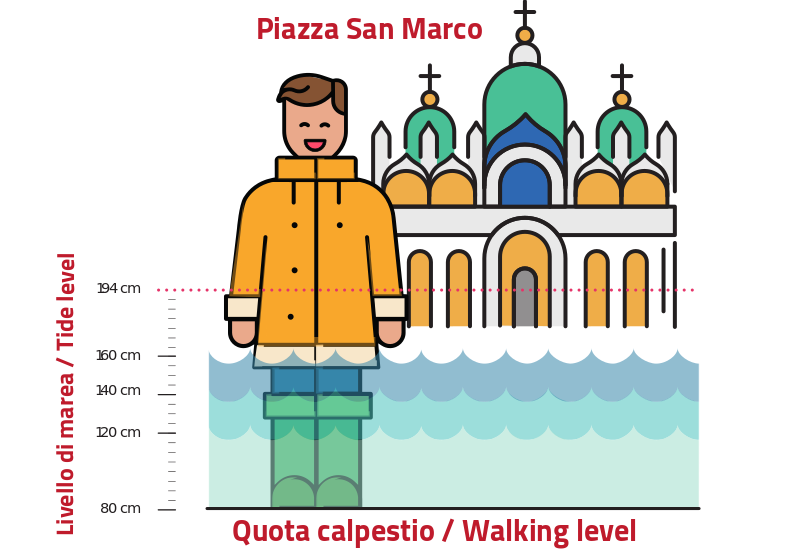 Piazza San Marco
Livello di marea / Tide level
194 cm
160 cm
140 cm
120 cm
80 cm
Quota calpestio / Walking level